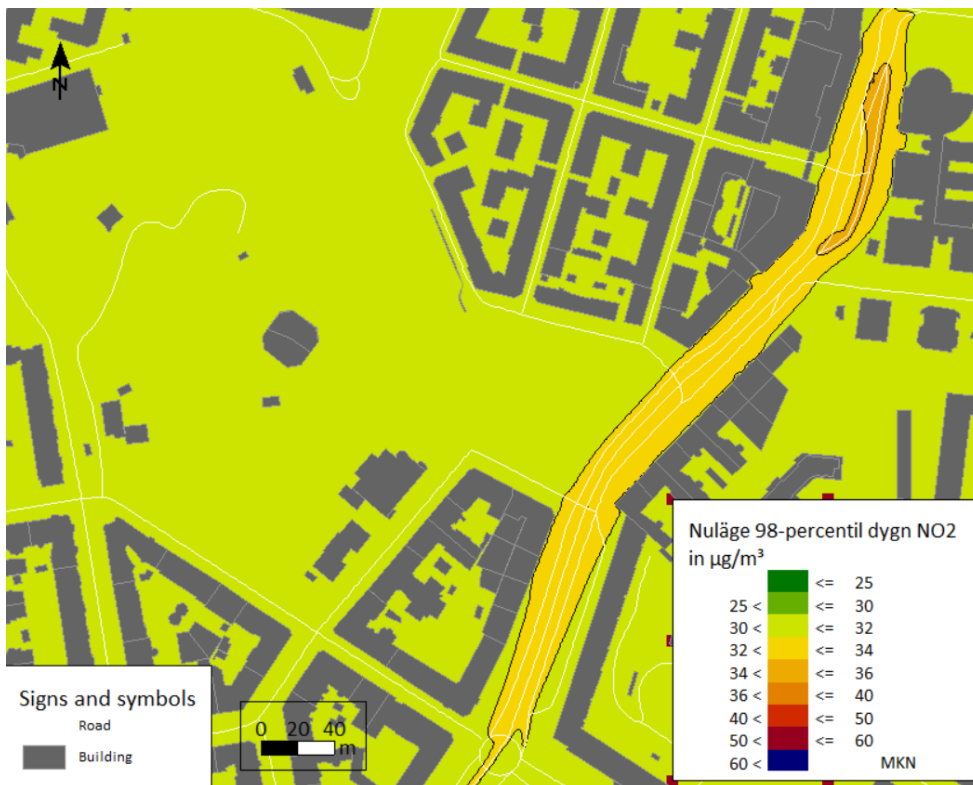 N
Nuläge 98-percentil dygn NO2
in µg/m³
<= 25
25 < <= 30
30 < <= 32
32 < <= 34
34 < <= 36
36 < <= 40
40 < <= 50
50 < <= 60
60 < MKN
Signs and symbols
Road
Building
0 20 40
m